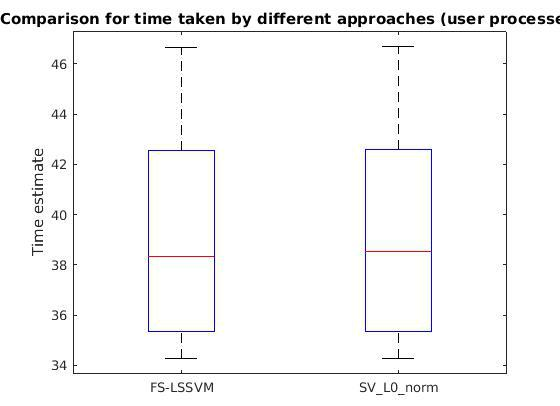 Comparison for time taken by different approaches (user processe
46
44
42
40
38
36
34
Time estimate
FS-LSSVM
SV_L0_norm